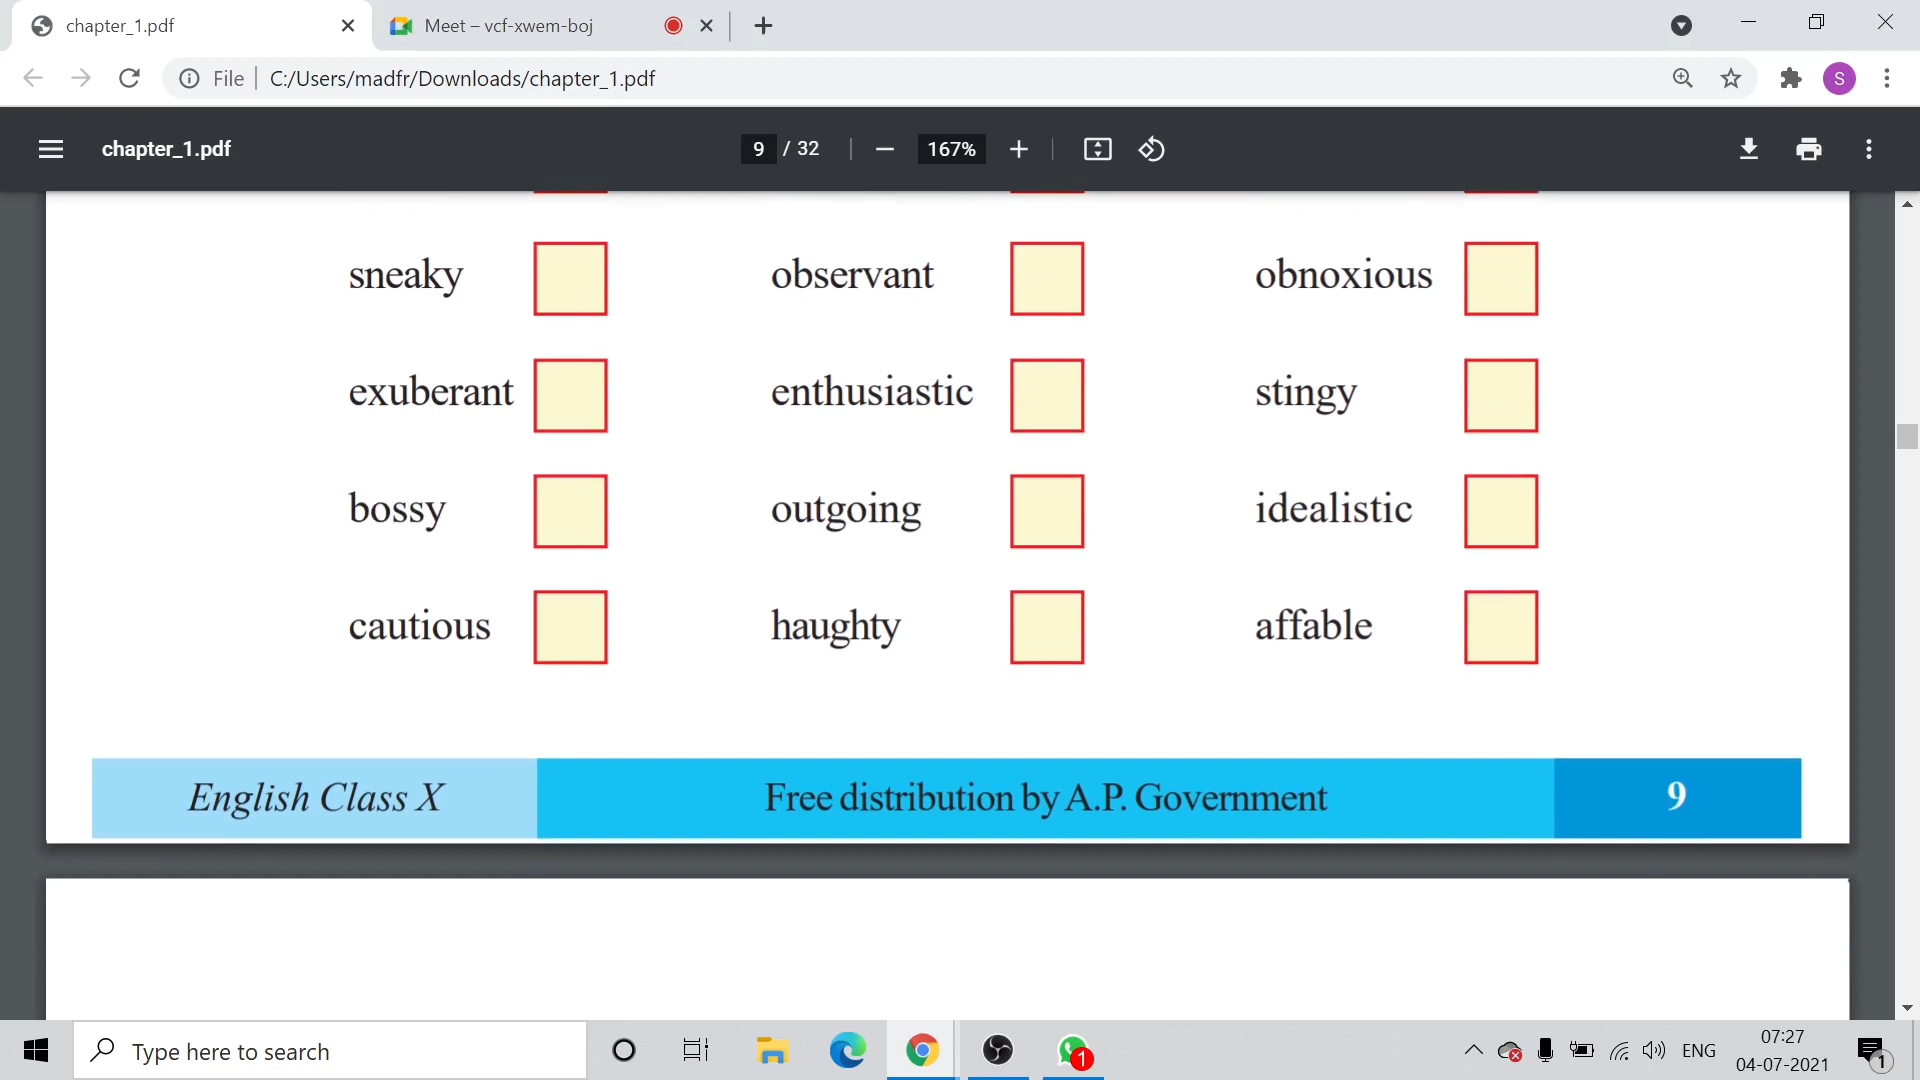 chapter_1.pdf
Meet – vcf-xwem-boj
File
C:/Users/madfr/Downloads/chapter_1.pdf
S
chapter_1.pdf
9 / 32
167%
sneaky observant obnoxious
exuberant enthusiastic stingy
bossy outgoing idealistic
cautious haughty affable
English Class X Free distribution by A.P. Government 9
Type here to search
1
ENG
07:27
04-07-2021
1